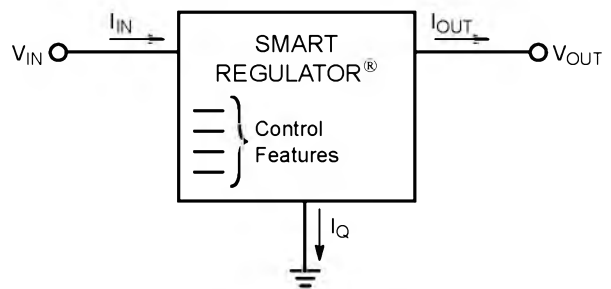 I_IN
I_OUT
V_IN
SMART
REGULATOR®
V_OUT
Control
Features
I_Q